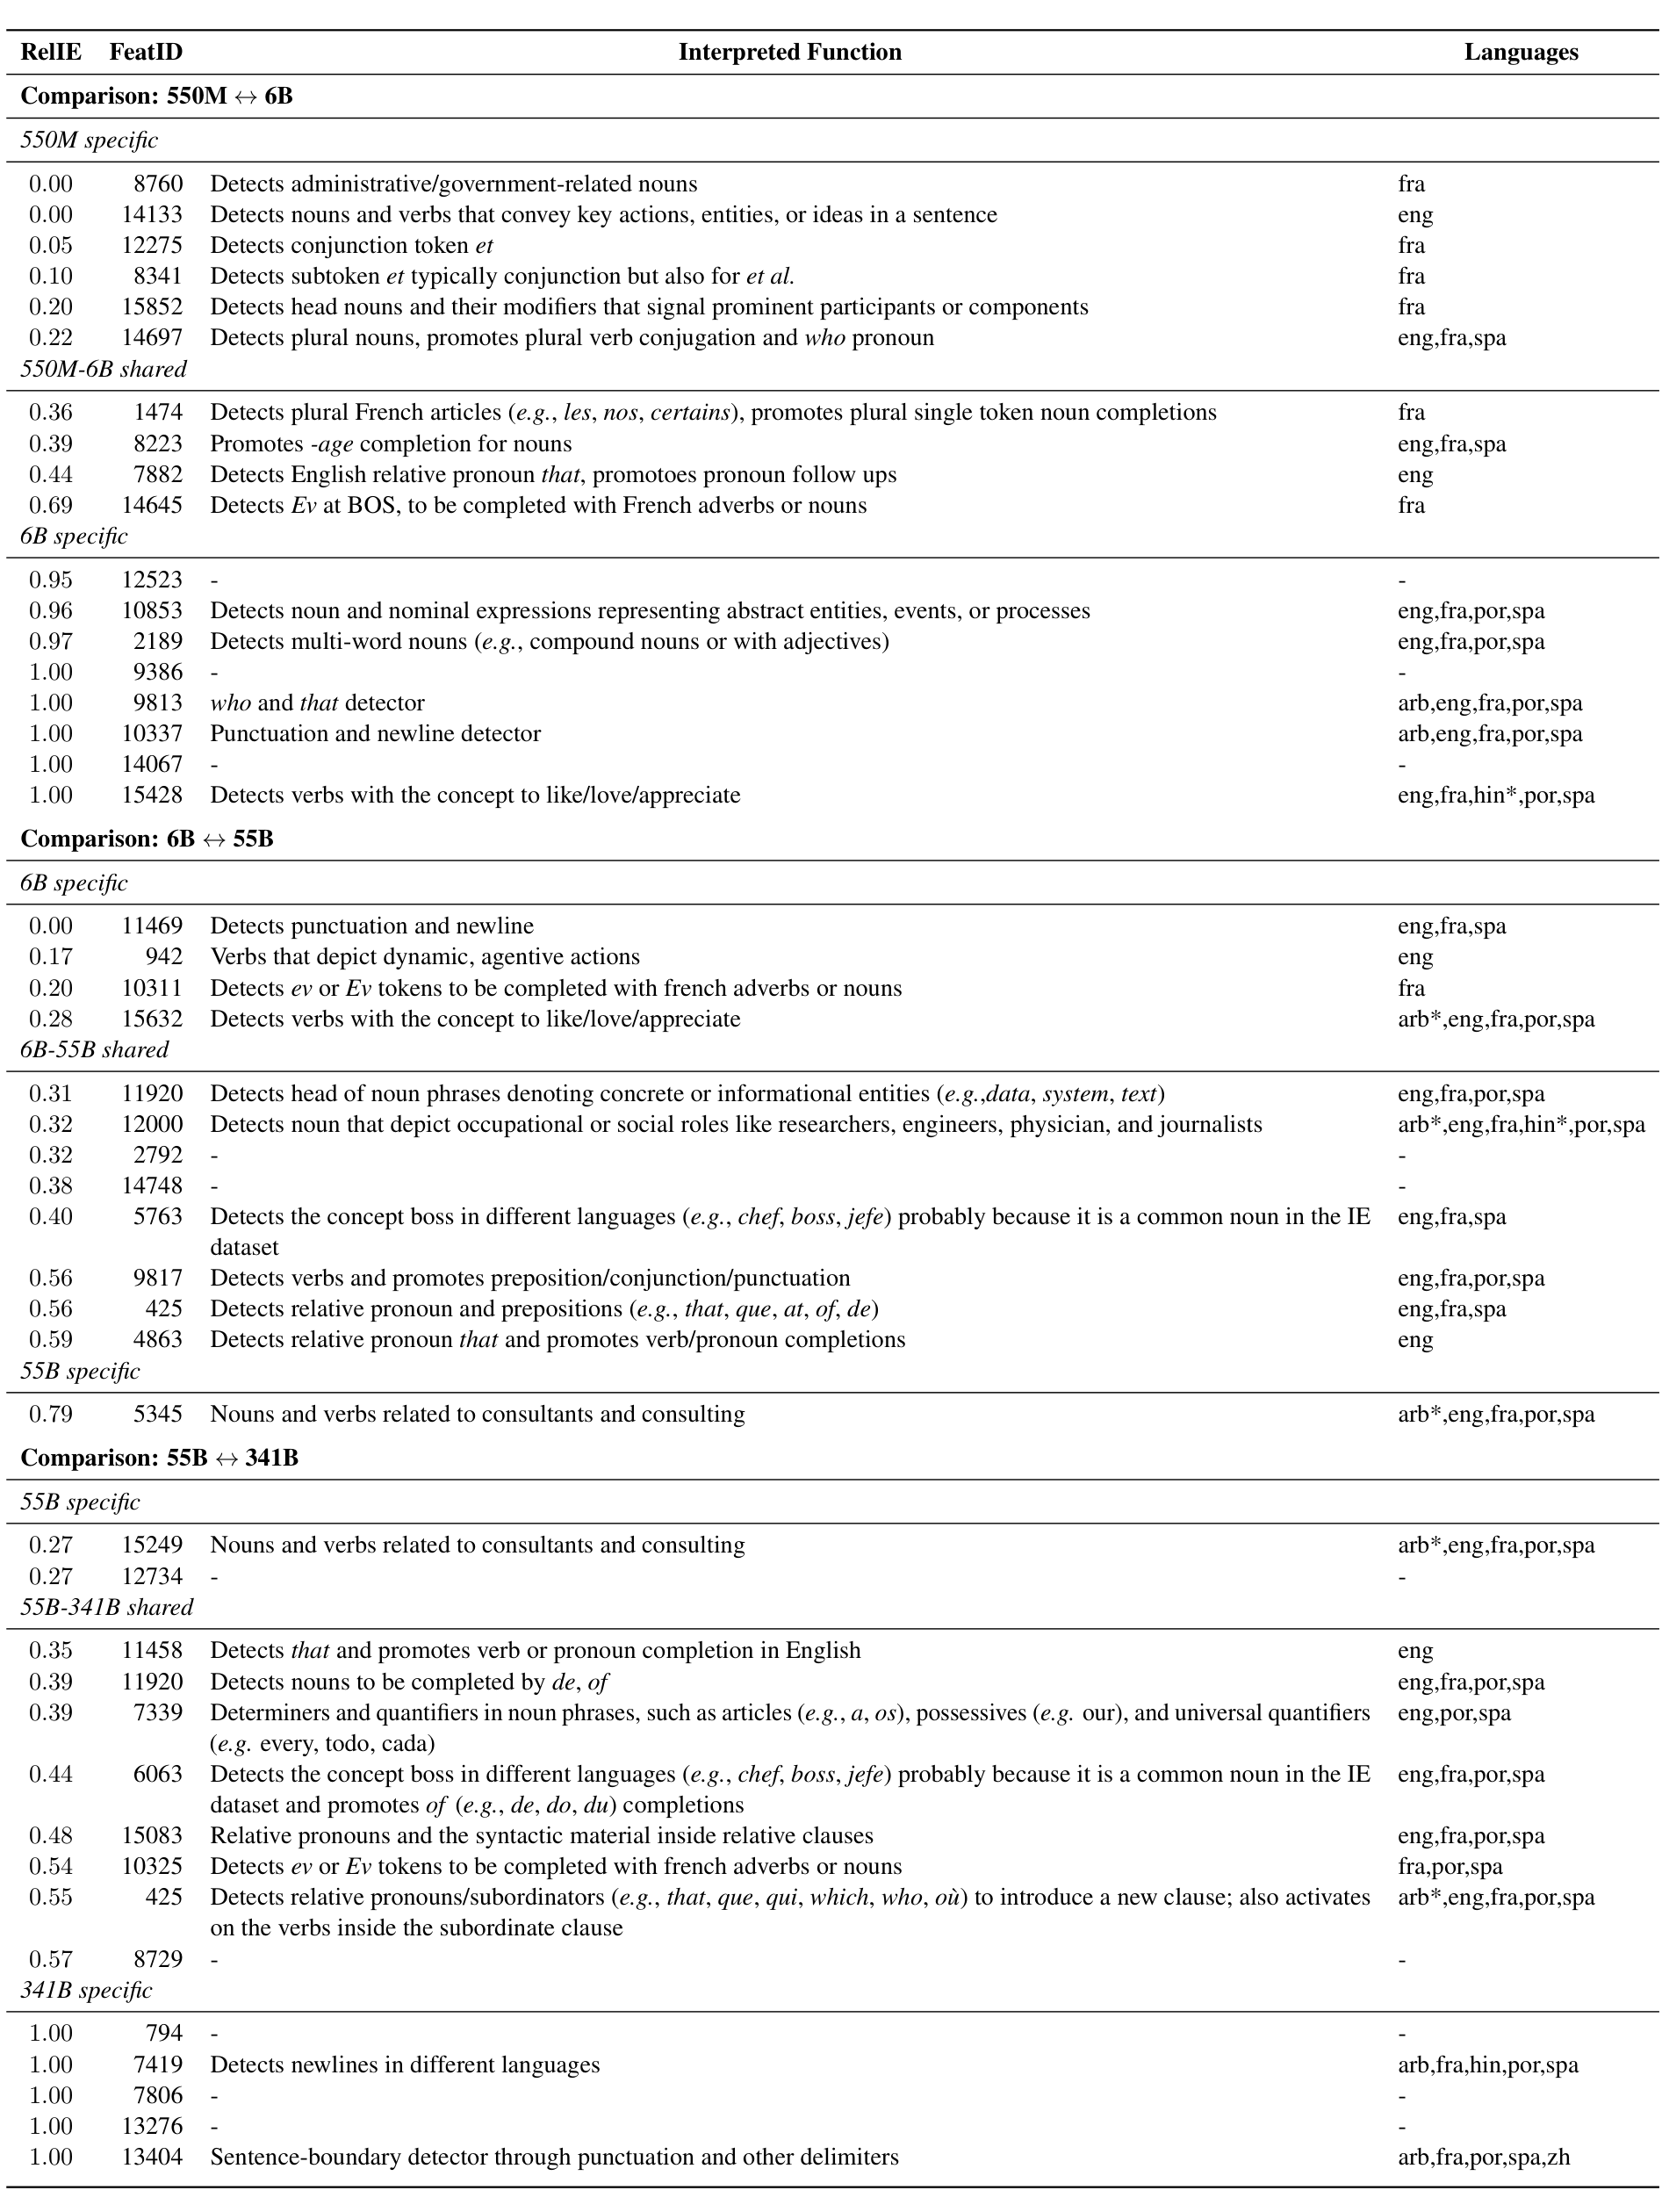 RelIE FeatID Interpreted Function Languages
Comparison: 550M ↔ 6B
550M specific
0.00 8760 Detects administrative/government-related nouns fra
0.00 14133 Detects nouns and verbs that convey key actions, entities, or ideas in a sentence eng
0.05 12275 Detects conjunction token et fra
0.10 8341 Detects subtoken et typically conjunction but also for et al. fra
0.20 15852 Detects head nouns and their modifiers that signal prominent participants or components fra
0.22 14697 Detects plural nouns, promotes plural verb conjugation and who pronoun eng,fra,spa
550M-6B shared
0.36 1474 Detects plural French articles (e.g., les, nos, certains), promotes plural single token noun completions fra
0.39 8223 Promotes -age completion for nouns eng,fra,spa
0.44 7882 Detects English relative pronoun that, promotoes pronoun follow ups eng
0.69 14645 Detects Ev at BOS, to be completed with French adverbs or nouns fra
6B specific
0.95 12523 - -
0.96 10853 Detects noun and nominal expressions representing abstract entities, events, or processes eng,fra,por,spa
0.97 2189 Detects multi-word nouns (e.g., compound nouns or with adjectives) eng,fra,por,spa
1.00 9386 - -
1.00 9813 who and that detector arb,eng,fra,por,spa
1.00 10337 Punctuation and newline detector arb,eng,fra,por,spa
1.00 14067 - -
1.00 15428 Detects verbs with the concept to like/love/appreciate eng,fra,hin*,por,spa
Comparison: 6B ↔ 55B
6B specific
0.00 11469 Detects punctuation and newline eng,fra,spa
0.17 942 Verbs that depict dynamic, agentive actions eng
0.20 10311 Detects ev or Ev tokens to be completed with french adverbs or nouns fra
0.28 15632 Detects verbs with the concept to like/love/appreciate arb*,eng,fra,por,spa
6B-55B shared
0.31 11920 Detects head of noun phrases denoting concrete or informational entities (e.g.,data, system, text) eng,fra,por,spa
0.32 12000 Detects noun that depict occupational or social roles like researchers, engineers, physician, and journalists arb*,eng,fra,hin*,por,spa
0.32 2792 - -
0.38 14748 - -
0.40 5763 Detects the concept boss in different languages (e.g., chef, boss, jefe) probably because it is a common noun in the IE eng,fra,spa
dataset
0.56 9817 Detects verbs and promotes preposition/conjunction/punctuation eng,fra,por,spa
0.56 425 Detects relative pronoun and prepositions (e.g., that, que, at, of, de) eng,fra,spa
0.59 4863 Detects relative pronoun that and promotes verb/pronoun completions eng
55B specific
0.79 5345 Nouns and verbs related to consultants and consulting arb*,eng,fra,por,spa
Comparison: 55B ↔ 341B
55B specific
0.27 15249 Nouns and verbs related to consultants and consulting arb*,eng,fra,por,spa
0.27 12734 - -
55B-341B shared
0.35 11458 Detects that and promotes verb or pronoun completion in English eng
0.39 11920 Detects nouns to be completed by de, of eng,fra,por,spa
0.39 7339 Determiners and quantifiers in noun phrases, such as articles (e.g., a, os), possessives (e.g. our), and universal quantifiers eng,por,spa
(e.g. every, todo, cada)
0.44 6063 Detects the concept boss in different languages (e.g., chef, boss, jefe) probably because it is a common noun in the IE eng,fra,por,spa
dataset and promotes of (e.g., de, do, du) completions
0.48 15083 Relative pronouns and the syntactic material inside relative clauses eng,fra,por,spa
0.54 10325 Detects ev or Ev tokens to be completed with french adverbs or nouns fra,por,spa
0.55 425 Detects relative pronouns/subordinators (e.g., that, que, qui, which, who, où) to introduce a new clause; also activates arb*,eng,fra,por,spa
on the verbs inside the subordinate clause
0.57 8729 - -
341B specific
1.00 794 - -
1.00 7419 Detects newlines in different languages arb,fra,hin,por,spa
1.00 7806 - -
1.00 13276 - -
1.00 13404 Sentence-boundary detector through punctuation and other delimiters arb,fra,por,spa,zh